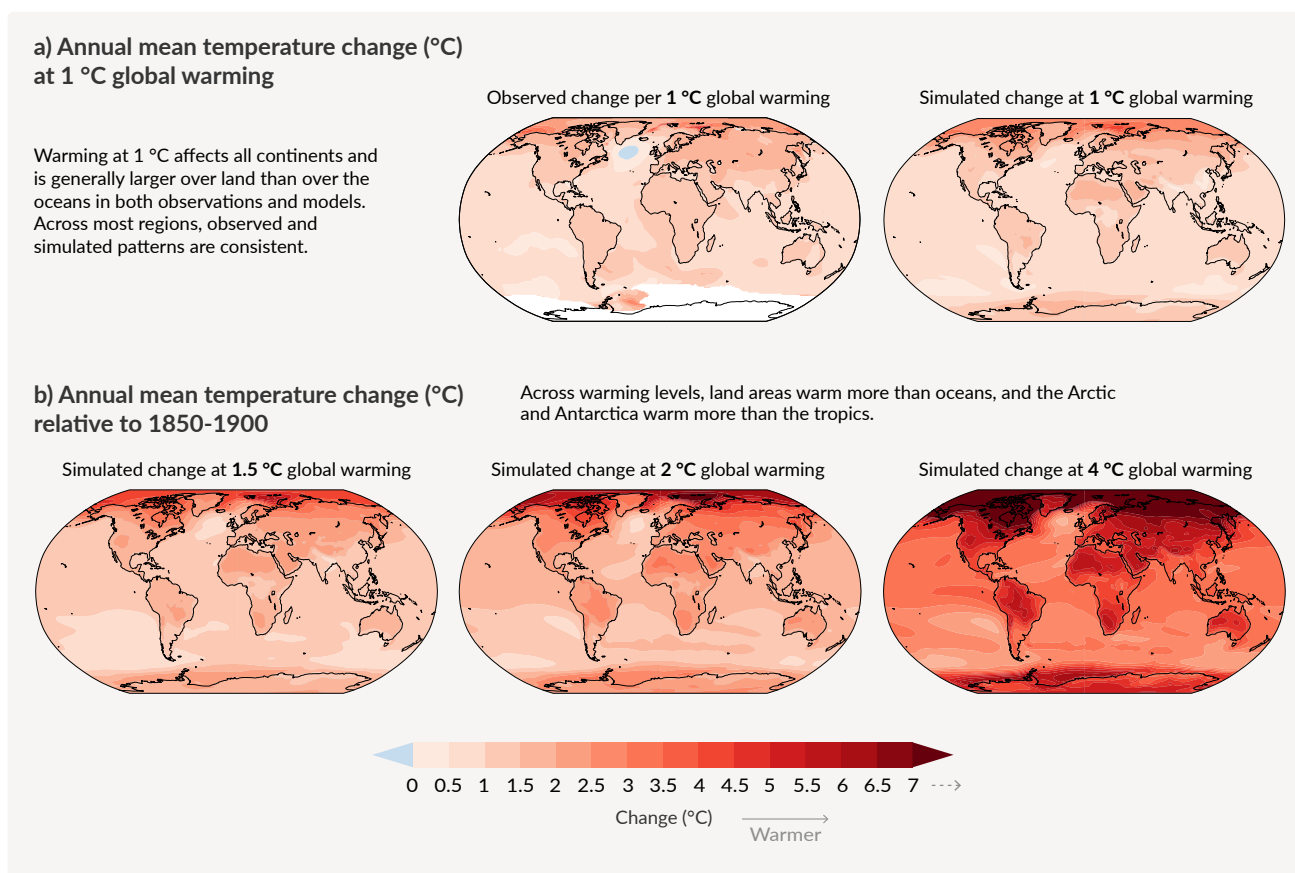 a) Annual mean temperature change (°C)
at 1 °C global warming
Warming at 1 °C affects all continents and
is generally larger over land than over the
oceans in both observations and models.
Across most regions, observed and
simulated patterns are consistent.
Observed change per 1 °C global warming
Simulated change at 1 °C global warming
b) Annual mean temperature change (°C)
relative to 1850-1900
Across warming levels, land areas warm more than oceans, and the Arctic
and Antarctica warm more than the tropics.
Simulated change at 1.5 °C global warming
Simulated change at 2 °C global warming
Simulated change at 4 °C global warming
0 0.5 1 1.5 2 2.5 3 3.5 4 4.5 5 5.5 6 6.5 7
Change (°C)
Warmer